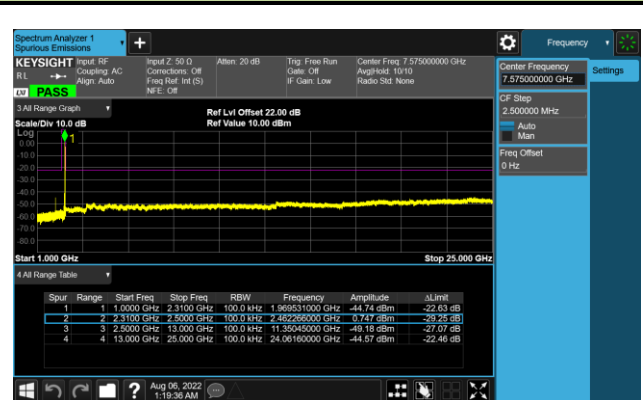 Spectrum Analyzer 1
Spurious Emissions
Frequency
KEYSIGHT Input: RF Input Z: 50 Ω Atten: 20 dB Trig: Free Run Center Freq: 7.575000000 GHz
RL Coupling: AC Corrections: Off Gate: Off Avg|Hold: 10/10
Align: Auto Freq Ref: Int (S) IF Gain: Low Radio Std: None
NFE: Off
PASS
Center Frequency
7.575000000 GHz
Settings
CF Step
2.500000 MHz
Auto
Man
Freq Offset
0 Hz
3 All Range Graph
Ref Lvl Offset 22.00 dB
Scale/Div 10.0 dB Ref Value 10.00 dBm
Log
1
0.00
-10.0
-20.0
-30.0
-40.0
-50.0
-60.0
-70.0
-80.0
Start 1.000 GHz Stop 25.000 GHz
4 All Range Table
Spur Range Start Freq Stop Freq RBW Frequency Amplitude ΔLimit
1 1 1.0000 GHz 2.3100 GHz 100.0 kHz 1.969531000 GHz -44.74 dBm -22.63 dB
2 2 2.3100 GHz 2.5000 GHz 100.0 kHz 2.462266000 GHz 0.747 dBm -29.25 dB
3 3 2.5000 GHz 13.000 GHz 100.0 kHz 11.35045000 GHz -49.18 dBm -27.07 dB
4 4 13.000 GHz 25.000 GHz 100.0 kHz 24.06160000 GHz -44.57 dBm -22.46 dB
Aug 06, 2022
1:19:36 AM